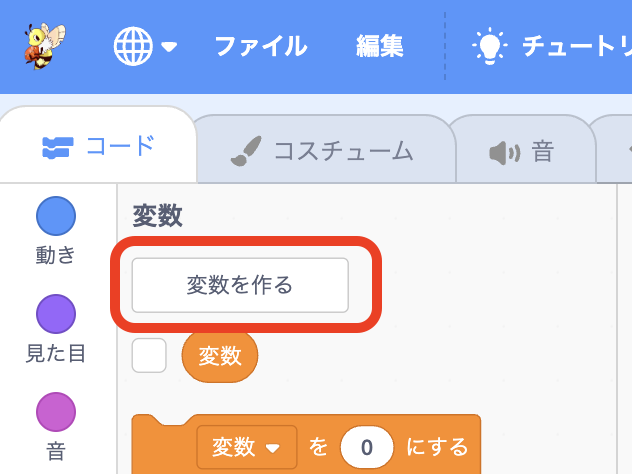 ファイル 編集 チュートリ
コード コスチューム 音
動き
見た目
音
変数
変数を作る
変数
変数 を 0 にする